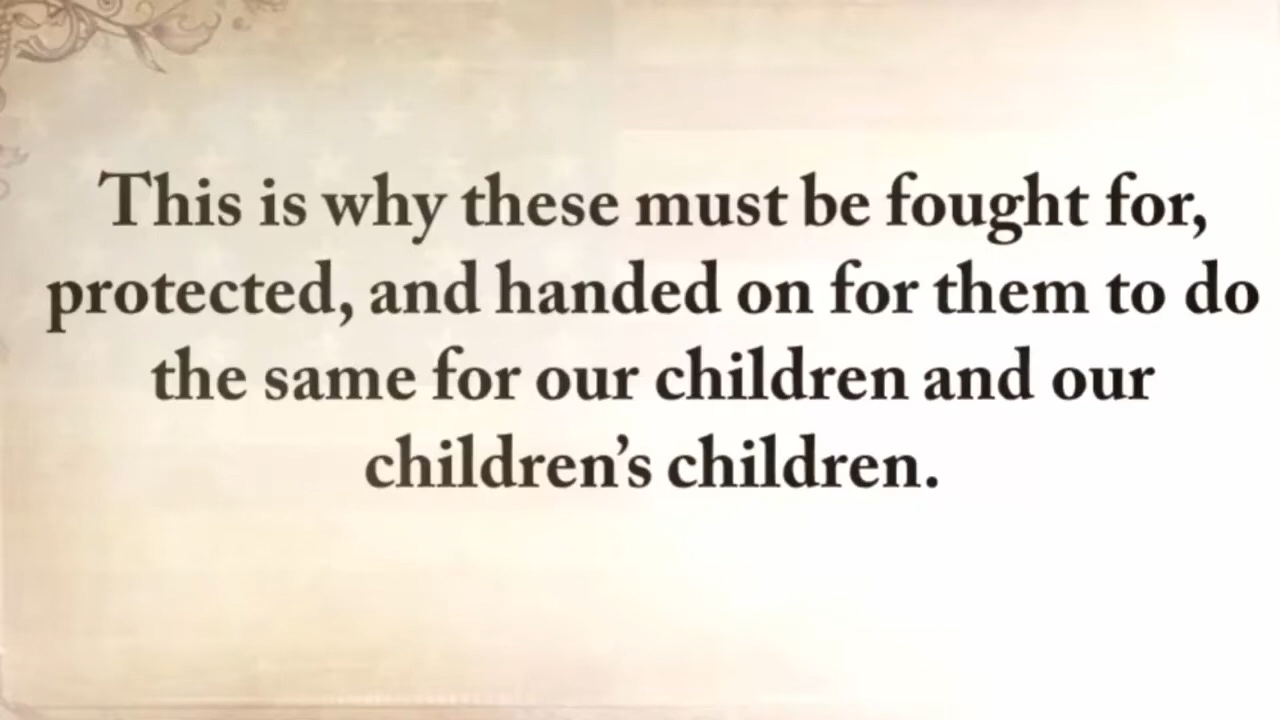 This is why these must be fought for,
protected, and handed on for them to do
the same for our children and our
children’s children.